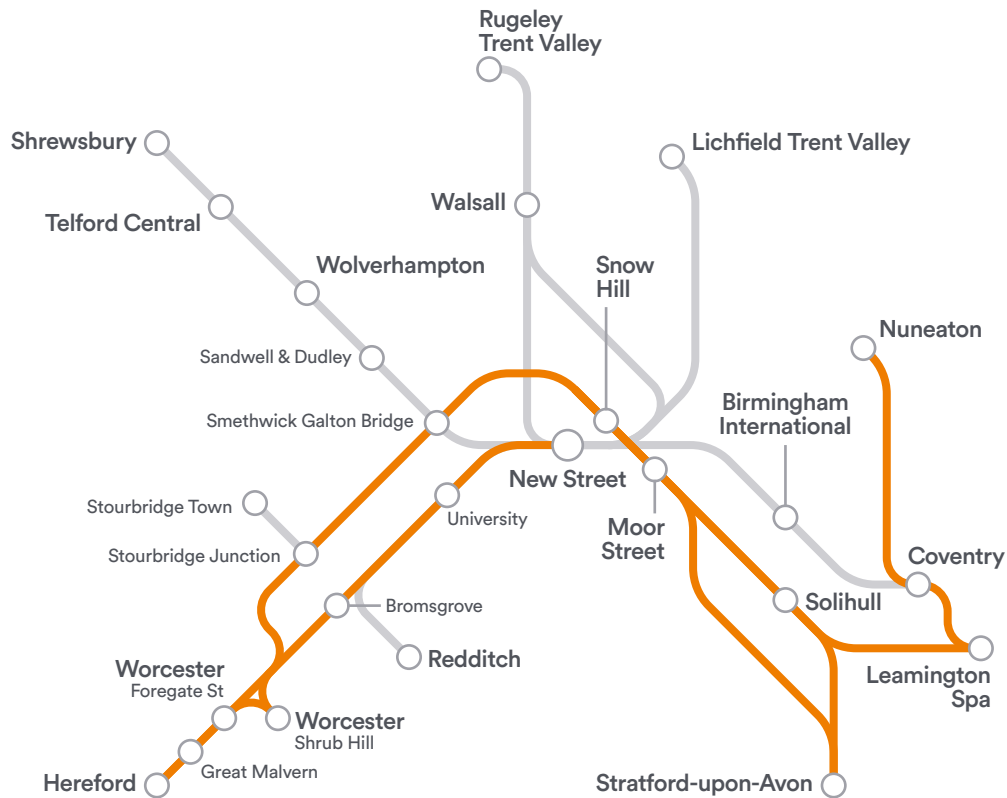 Rugeley
Trent Valley
Shrewsbury
Lichfield Trent Valley
Walsall
Telford Central
Wolverhampton
Snow
Hill
Nuneaton
Sandwell & Dudley
Birmingham
International
Smethwick Galton Bridge
New Street
Stourbridge Town
University
Moor
Street
Stourbridge Junction
Coventry
Solihull
Bromsgrove
Redditch
Worcester
Foregate St
Leamington
Spa
Worcester
Shrub Hill
Great Malvern
Hereford
Stratford-upon-Avon